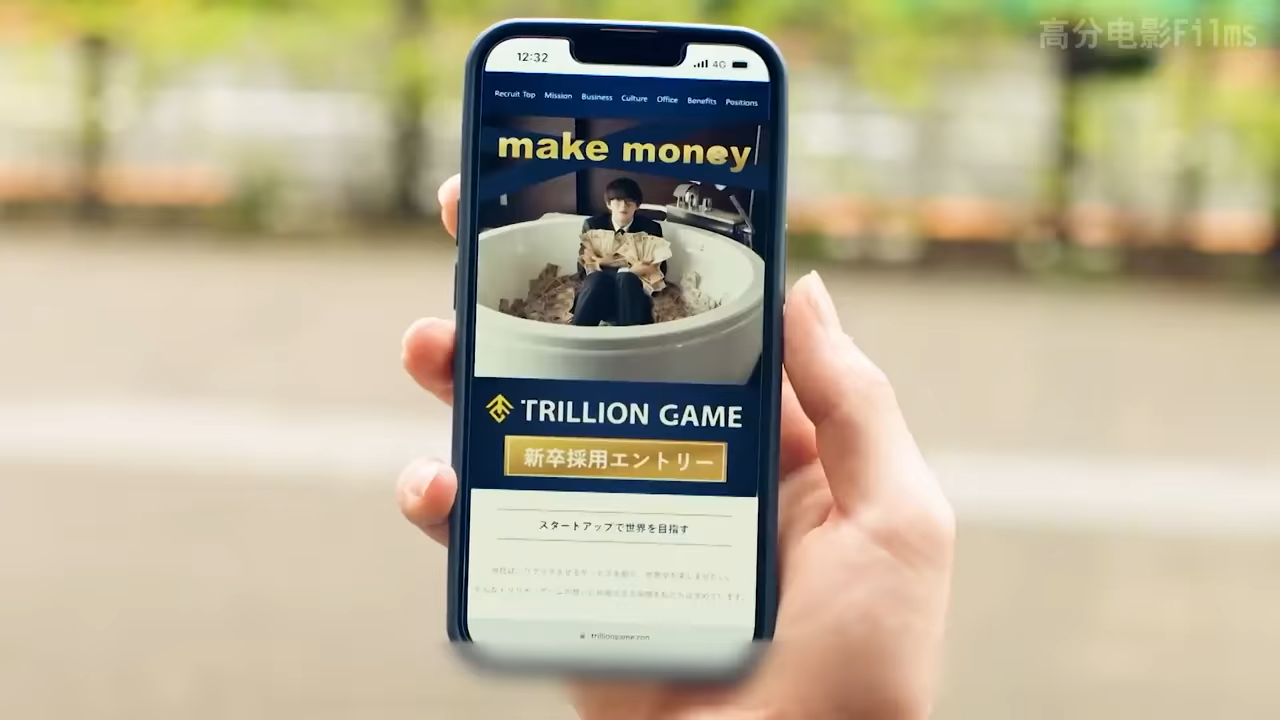 高分电影Films
12:32 4G
Recruit Top Mission Business Culture Office Benefits Positions
make money
TRILLION GAME
新卒採用エントリー
スタートアップで世界を目指す